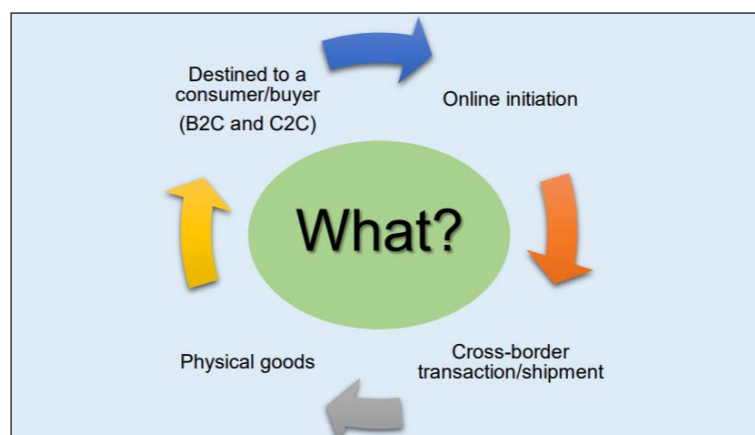 Destined to a
consumer/buyer
(B2C and C2C)
Online initiation
What?
Physical goods
Cross-border
transaction/shipment